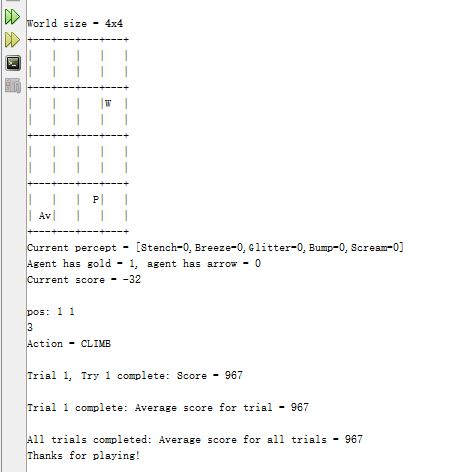 World size = 4x4
+---+---+---+---+
|   |   |   |   |
|   |   |   |   |
+---+---+---+---+
|   |   |   |W  |
|   |   |   |   |
+---+---+---+---+
|   |   |   |   |
|   |   |   |   |
+---+---+---+---+
|   |   | P|   |
| Av|   |   |   |
+---+---+---+---+
Current percept = [Stench=0,Breeze=0,Glitter=0,Bump=0,Scream=0]
Agent has gold = 1, agent has arrow = 0
Current score = -32
pos: 1 1
3
Action = CLIMB
Trial 1, Try 1 complete: Score = 967
Trial 1 complete: Average score for trial = 967
All trials completed: Average score for all trials = 967
Thanks for playing!